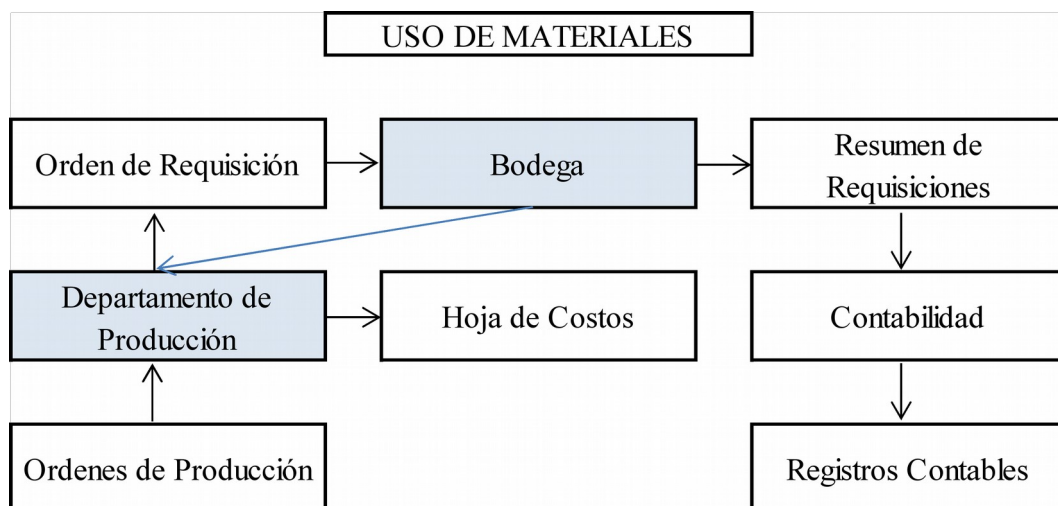 USO DE MATERIALES
Orden de Requisición
Bodega
Resumen de
Requisiciones
Departamento de
Producción
Hoja de Costos
Contabilidad
Ordenes de Producción
Registros Contables